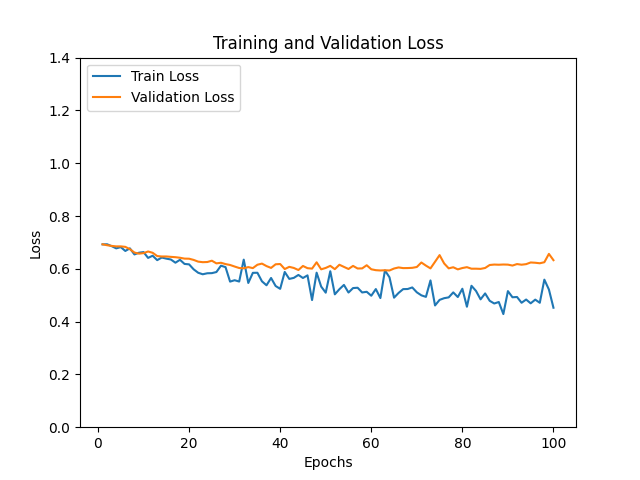 Training and Validation Loss
Train Loss
Validation Loss
Loss
1.4
1.2
1.0
0.8
0.6
0.4
0.2
0.0
0 20 40 60 80 100
Epochs